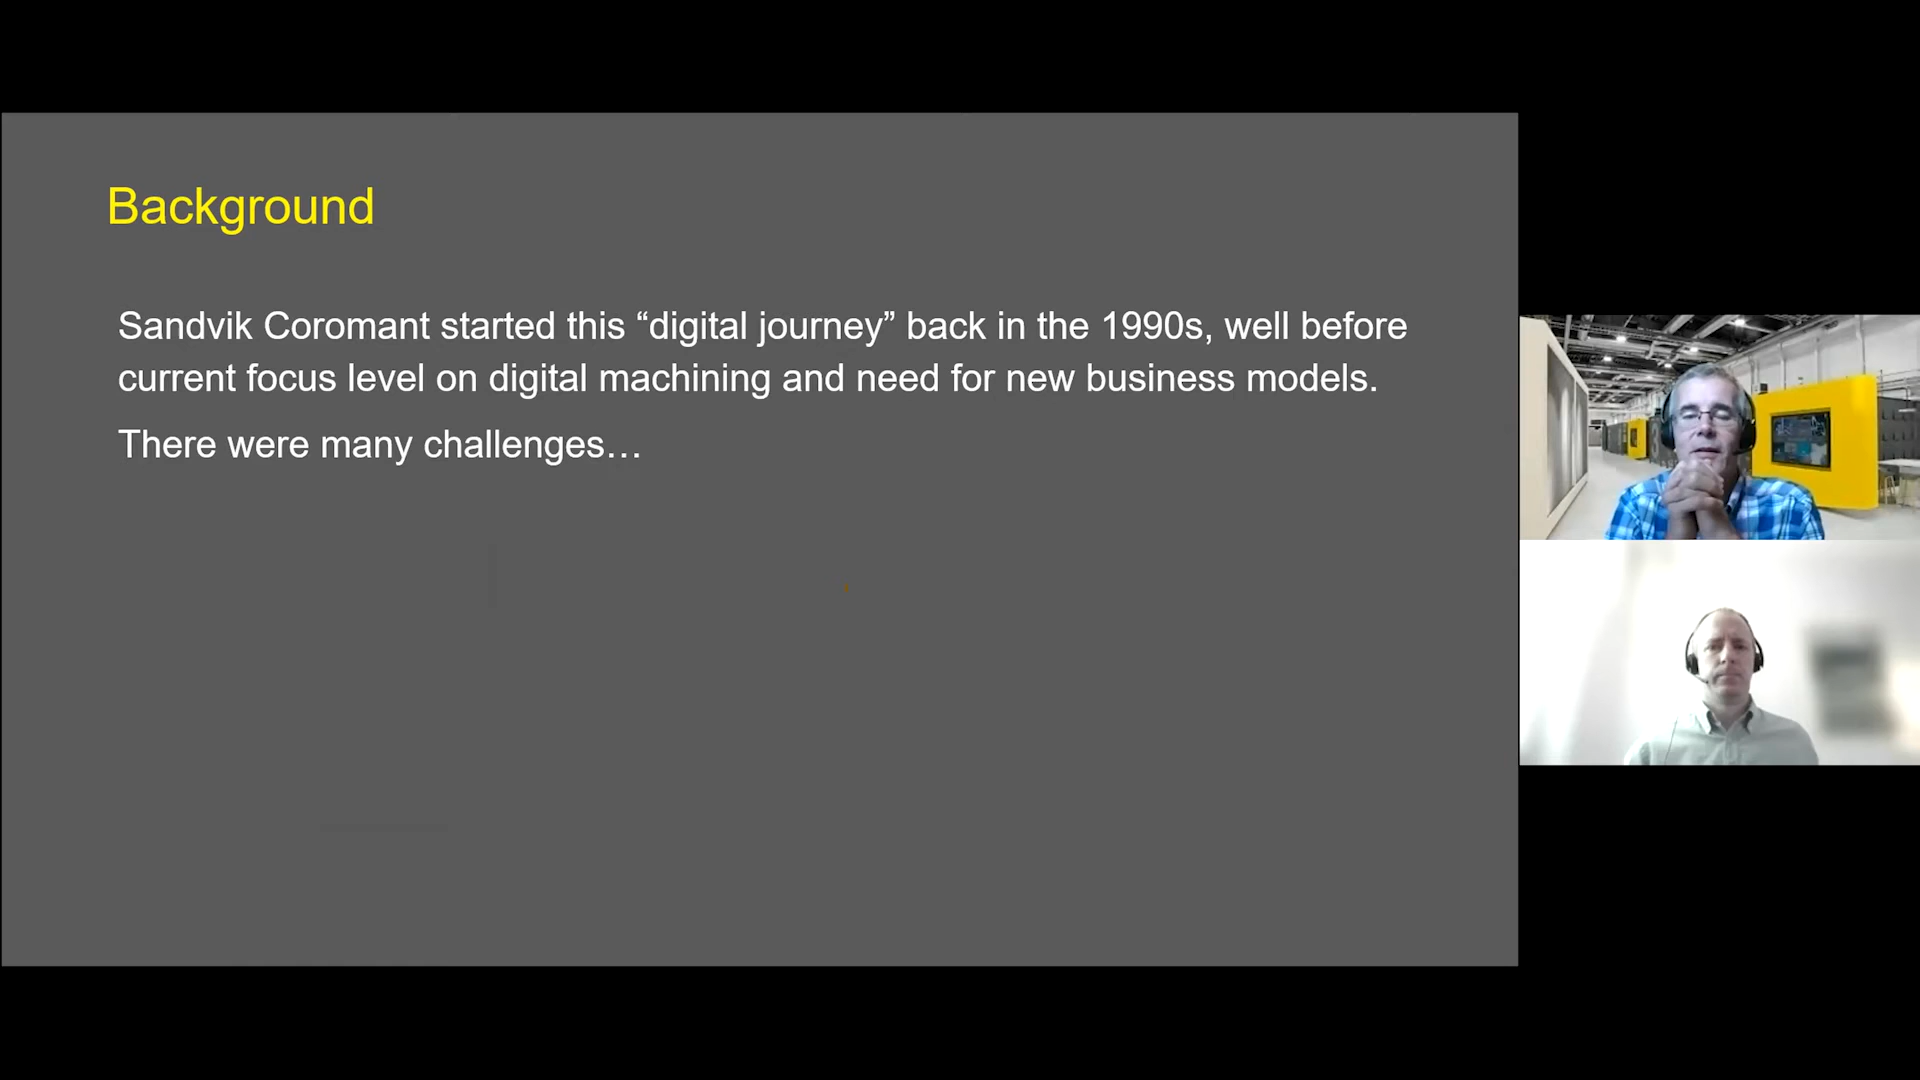 Background
Sandvik Coromant started this “digital journey” back in the 1990s, well before
current focus level on digital machining and need for new business models.
There were many challenges…